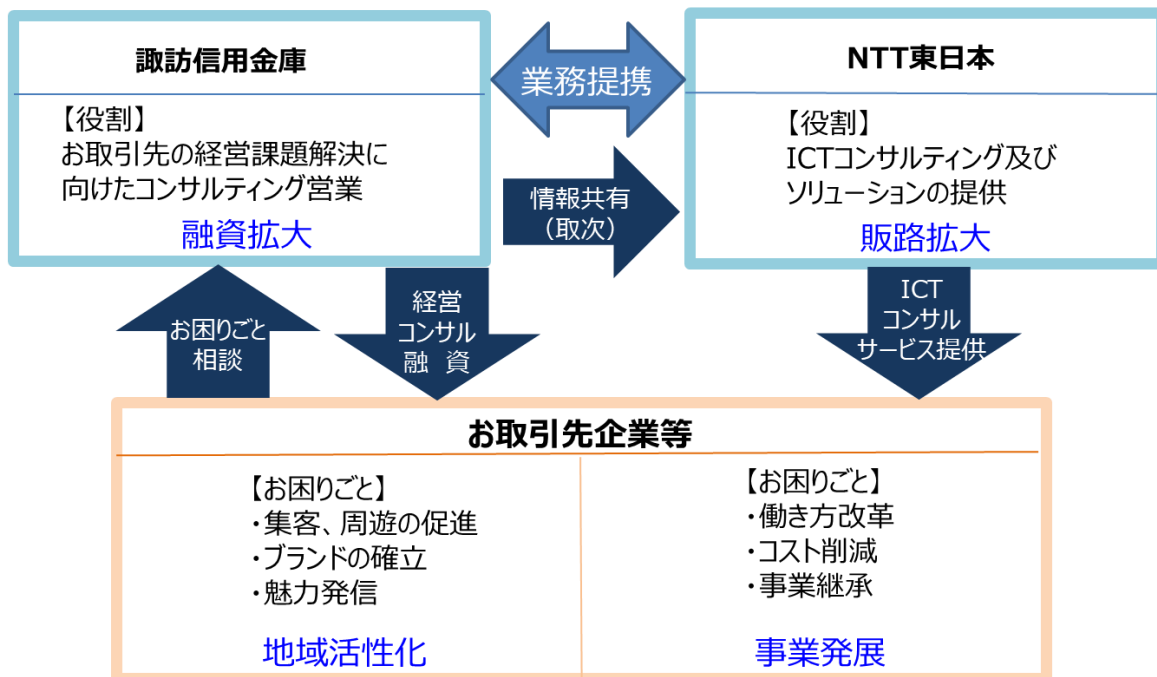 諏訪信用金庫
【役割】
お取引先の経営課題解決に
向けたコンサルティング営業
融資拡大
業務提携
情報共有
（取次）
NTT東日本
【役割】
ICTコンサルティング及び
ソリューションの提供
販路拡大
お困りごと
相談
経営
コンサル
融　資
ICT
コンサル
サービス提供
お取引先企業等
【お困りごと】
・集客、周遊の促進
・ブランドの確立
・魅力発信
地域活性化
【お困りごと】
・働き方改革
・コスト削減
・事業継承
事業発展